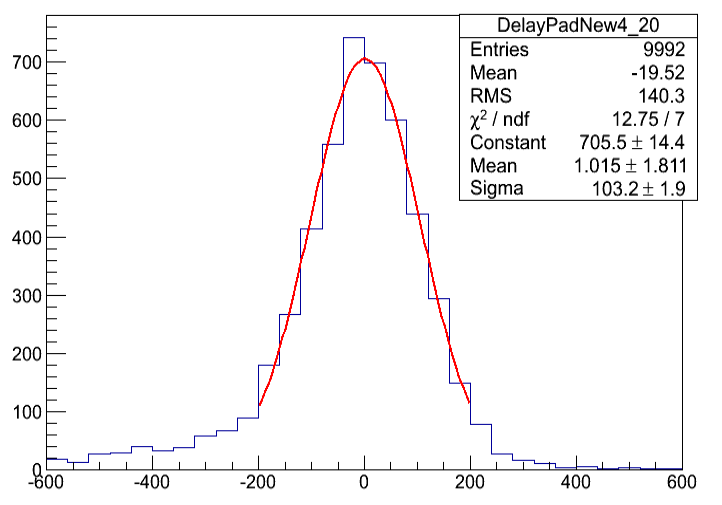 DelayPadNew4_20
Entries 9992
Mean -19.52
RMS 140.3
χ² / ndf 12.75 / 7
Constant 705.5 ± 14.4
Mean 1.015 ± 1.811
Sigma 103.2 ± 1.9
700
600
500
400
300
200
100
0
-600 -400 -200 0 200 400 600